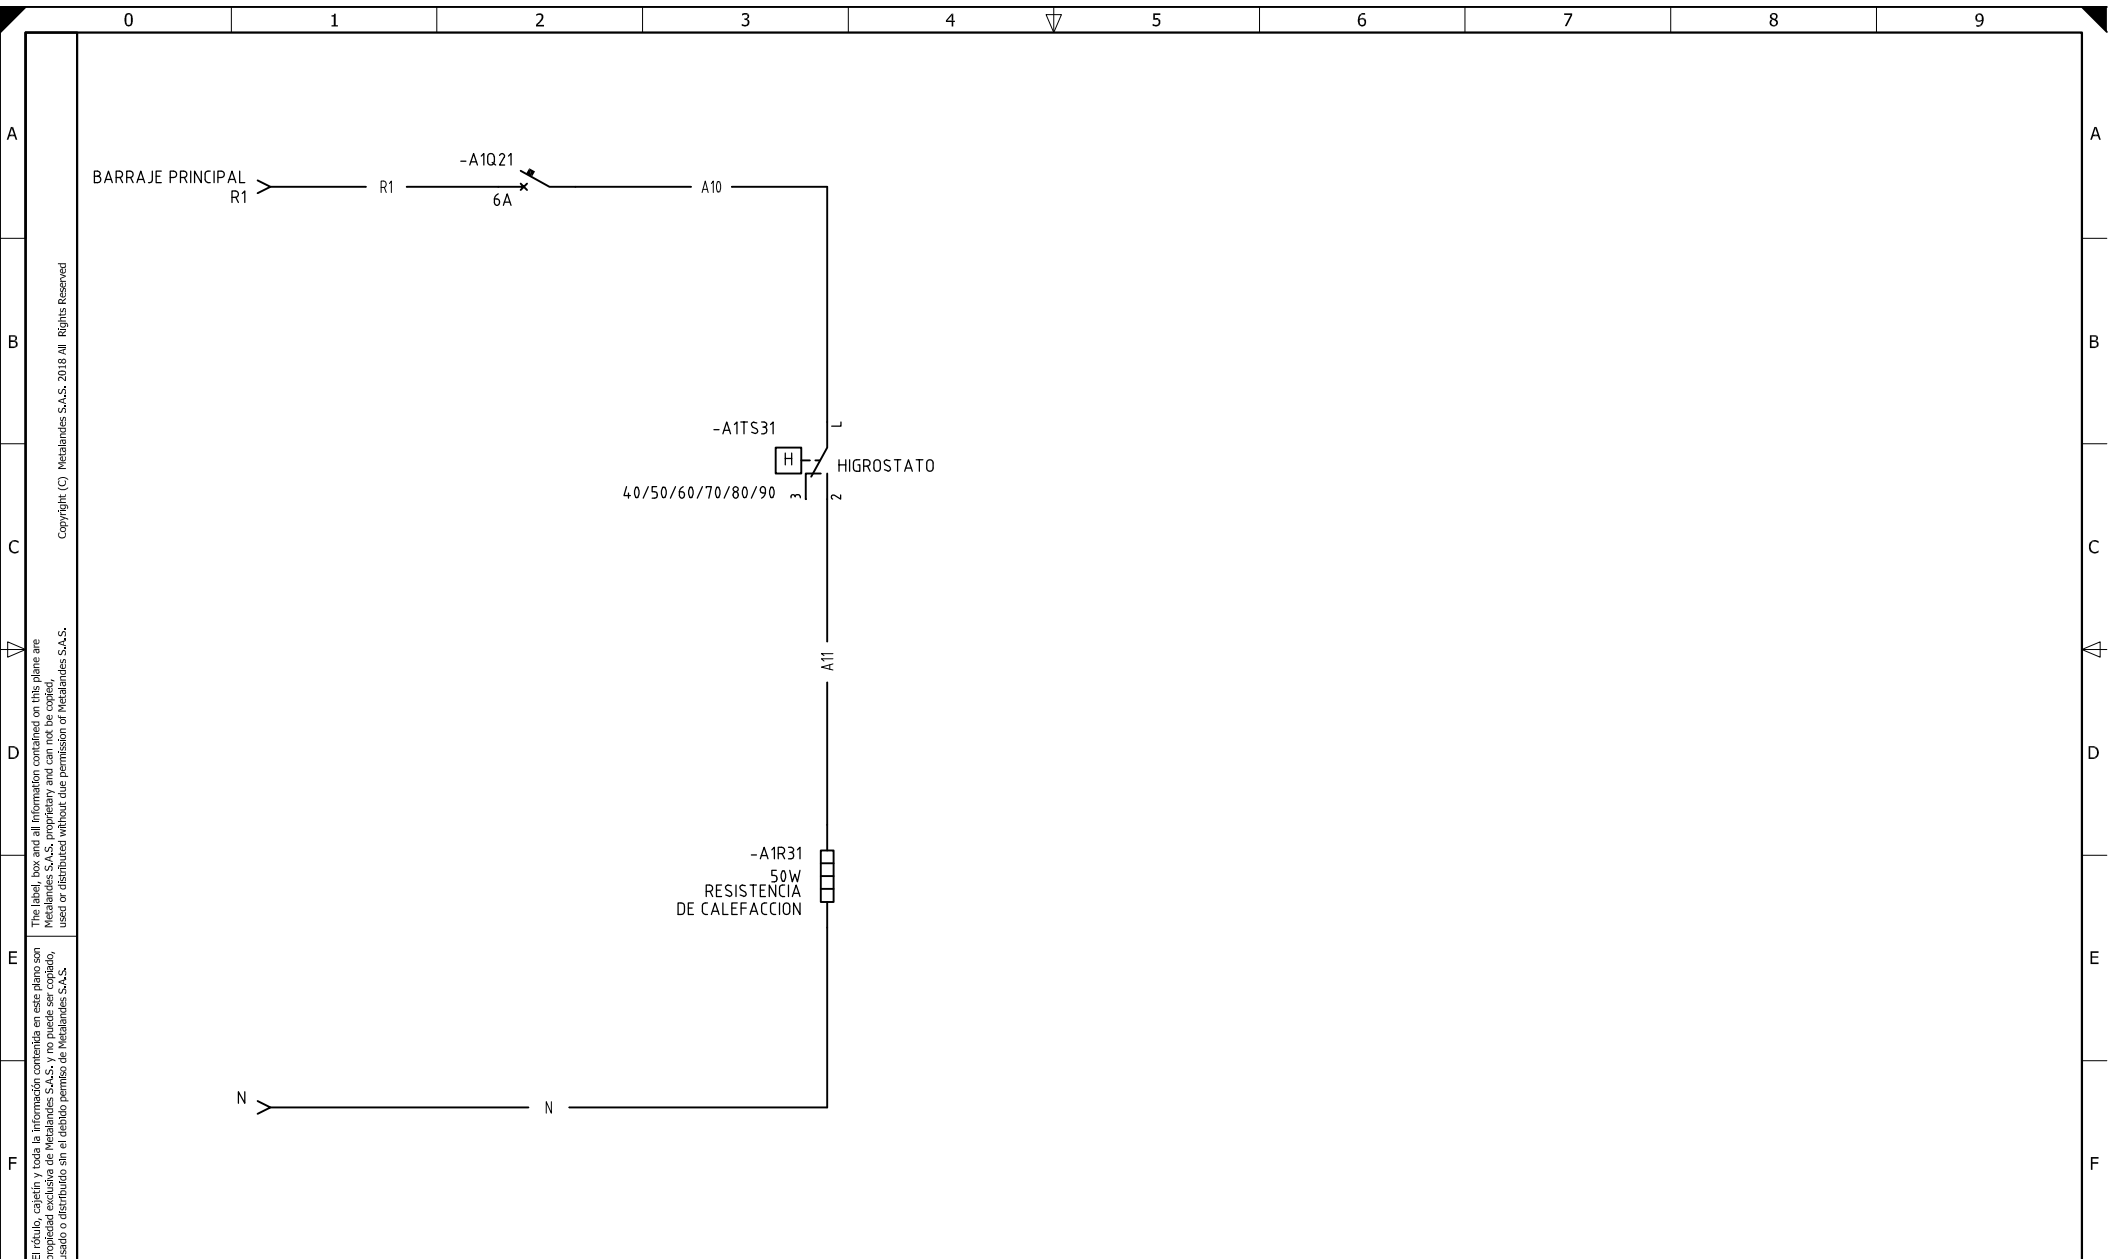 0 1 2 3 4 5 6 7 8 9
A A
-A1Q21
BARRAJE PRINCIPAL
R1
R1
A10
6A
B B
-A1TS31
L
H
HIGROSTATO
40/50/60/70/80/90
3
2
C C
A11
D D
-A1R31
50W
RESISTENCIA
DE CALEFACCION
E E
N
N
F F
Copyright (C) Metalandes S.A.S. 2018 All Rights Reserved
The label, box and all information contained on this plane are
Metalandes S.A.S. proprietary and can not be copied,
used or distributed without due permission of Metalandes S.A.S.
El rótulo, cajetín y toda la información contenida en este plano son
propiedad exclusiva de Metalandes S.A.S. y no puede ser copiado,
usado o distribuido sin el debido permiso de Metalandes S.A.S.